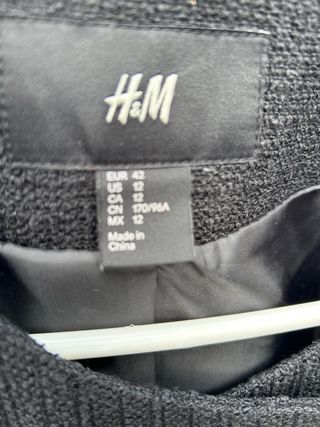 H&M
EUR 42
US 12
CA 12
CN 170/96A
MX 12
Made in
China